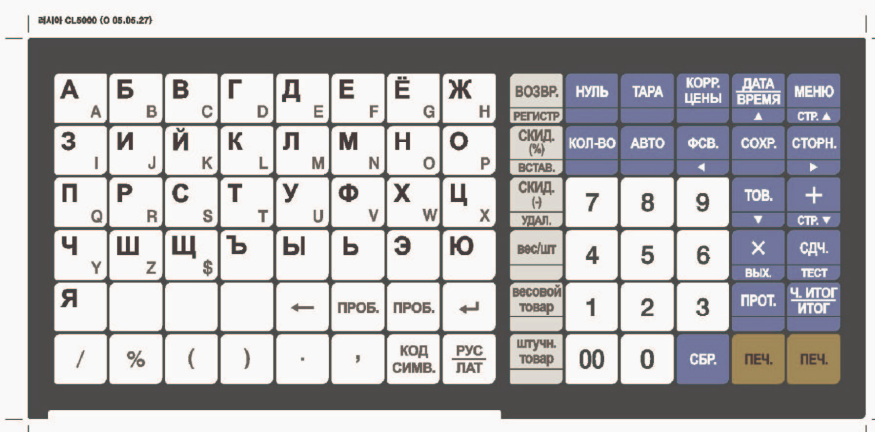 러시아 CL5000 (O 05.05.27)
А Б В Г Д Е Ё Ж ВОЗВР. НУЛЬ ТАРА КОРР. ЦЕНЫ ДАТА ВРЕМЯ МЕНЮ
A B C D E F G H РЕГИСТР ▲ СТР. ▲
З И Й К Л М Н О СКИД. (%) КОЛ-ВО АВТО ФСВ. СОХР. СТОРН.
I J K L M N O P ВСТАВ. ◄ ►
П Р С Т У Ф Х Ц СКИД. (-) 7 8 9 ТОВ. +
Q R S T U V W X УДАЛ. ▼ СТР. ▼
Ч Ш Щ Ъ Ы Ь Э Ю вес/шт 4 5 6 × СДЧ.
Y Z $ ВЫХ. ТЕСТ
Я ← ПРОБ. ПРОБ. ↵ весовой товар 1 2 3 ПРОТ. Ч. ИТОГ ИТОГ
/ % ( ) . , КОД СИМВ. РУС ЛАТ штучн. товар 00 0 СБР. ПЕЧ. ПЕЧ.